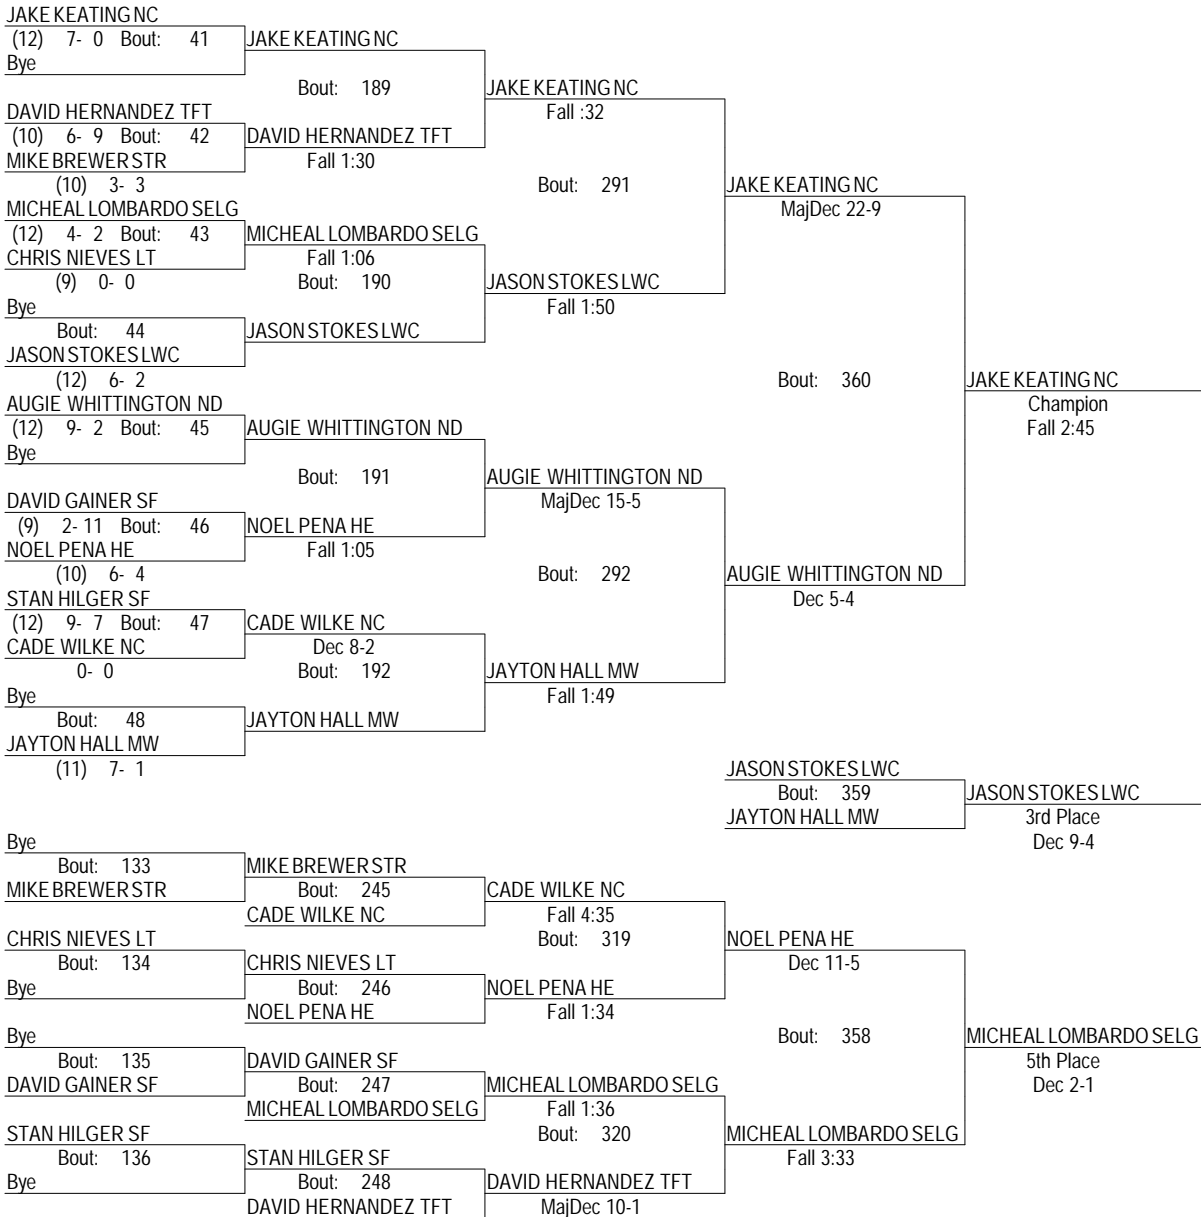 JAKE KEATING NC
(12) 7- 0 Bout: 41 JAKE KEATING NC
Bye
Bout: 189 JAKE KEATING NC
DAVID HERNANDEZ TFT Fall :32
(10) 6- 9 Bout: 42 DAVID HERNANDEZ TFT
MIKE BREWER STR Fall 1:30
(10) 3- 3 Bout: 291 JAKE KEATING NC
MICHEAL LOMBARDO SELG MajDec 22-9
(12) 4- 2 Bout: 43 MICHEAL LOMBARDO SELG
CHRIS NIEVES LT Fall 1:06
(9) 0- 0 Bout: 190 JASON STOKES LWC
Bye Fall 1:50
Bout: 44 JASON STOKES LWC
JASON STOKES LWC
(12) 6- 2 Bout: 360 JAKE KEATING NC
AUGIE WHITTINGTON ND Champion
(12) 9- 2 Bout: 45 AUGIE WHITTINGTON ND Fall 2:45
Bye
Bout: 191 AUGIE WHITTINGTON ND
DAVID GAINER SF MajDec 15-5
(9) 2- 11 Bout: 46 NOEL PENA HE
NOEL PENA HE Fall 1:05
(10) 6- 4 Bout: 292 AUGIE WHITTINGTON ND
STAN HILGER SF Dec 5-4
(12) 9- 7 Bout: 47 CADE WILKE NC
CADE WILKE NC Dec 8-2
0- 0 Bout: 192 JAYTON HALL MW
Bye Fall 1:49
Bout: 48 JAYTON HALL MW
JAYTON HALL MW
(11) 7- 1 JASON STOKES LWC
Bout: 359 JASON STOKES LWC
JAYTON HALL MW 3rd Place
Bye Dec 9-4
Bout: 133 MIKE BREWER STR
MIKE BREWER STR Bout: 245 CADE WILKE NC
CADE WILKE NC Fall 4:35
CHRIS NIEVES LT Bout: 319 NOEL PENA HE
Bout: 134 CHRIS NIEVES LT Dec 11-5
Bye Bout: 246 NOEL PENA HE
NOEL PENA HE Fall 1:34
Bye Bout: 358 MICHEAL LOMBARDO SELG
Bout: 135 DAVID GAINER SF 5th Place
DAVID GAINER SF Bout: 247 MICHEAL LOMBARDO SELG Dec 2-1
MICHEAL LOMBARDO SELG Fall 1:36
STAN HILGER SF Bout: 320 MICHEAL LOMBARDO SELG
Bout: 136 STAN HILGER SF Fall 3:33
Bye Bout: 248 DAVID HERNANDEZ TFT
DAVID HERNANDEZ TFT MajDec 10-1